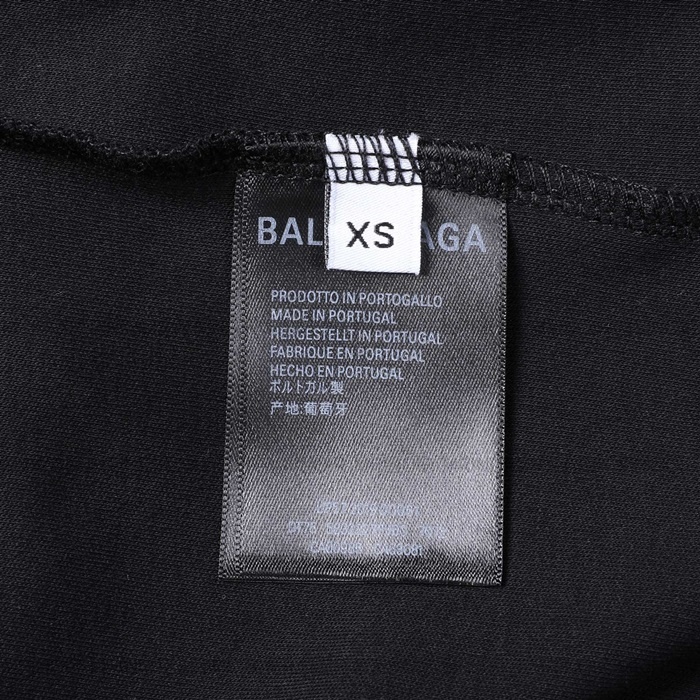 BAL AGA
XS
PRODOTTO IN PORTOGALLO
MADE IN PORTUGAL
HERGESTELLT IN PORTUGAL
FABRIQUE EN PORTUGAL
HECHO EN PORTUGAL
ポルトガル製
产地:葡萄牙